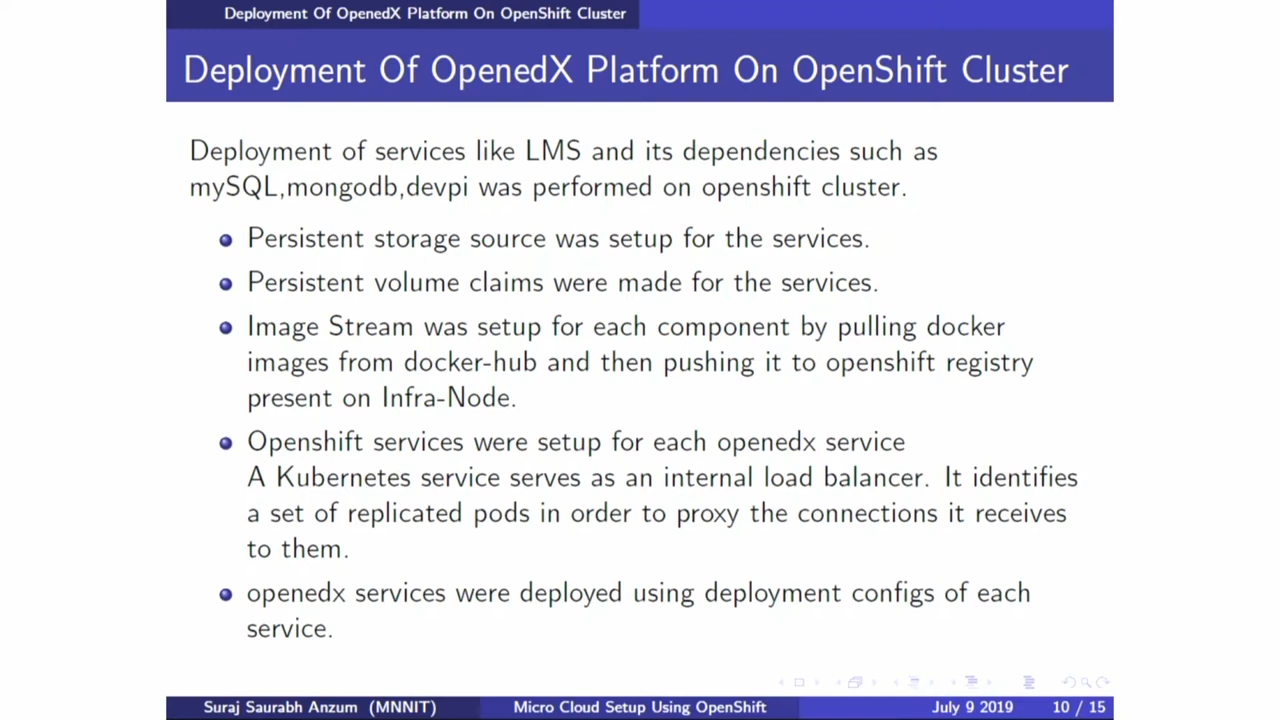 Deployment Of OpenedX Platform On OpenShift Cluster
Deployment Of OpenedX Platform On OpenShift Cluster
Deployment of services like LMS and its dependencies such as
mySQL,mongodb,devpi was performed on openshift cluster.
Persistent storage source was setup for the services.
Persistent volume claims were made for the services.
Image Stream was setup for each component by pulling docker
images from docker-hub and then pushing it to openshift registry
present on Infra-Node.
Openshift services were setup for each openedx service
A Kubernetes service serves as an internal load balancer. It identifies
a set of replicated pods in order to proxy the connections it receives
to them.
openedx services were deployed using deployment configs of each
service.
Suraj Saurabh Anzum (MNNIT) Micro Cloud Setup Using OpenShift July 9 2019 10 / 15